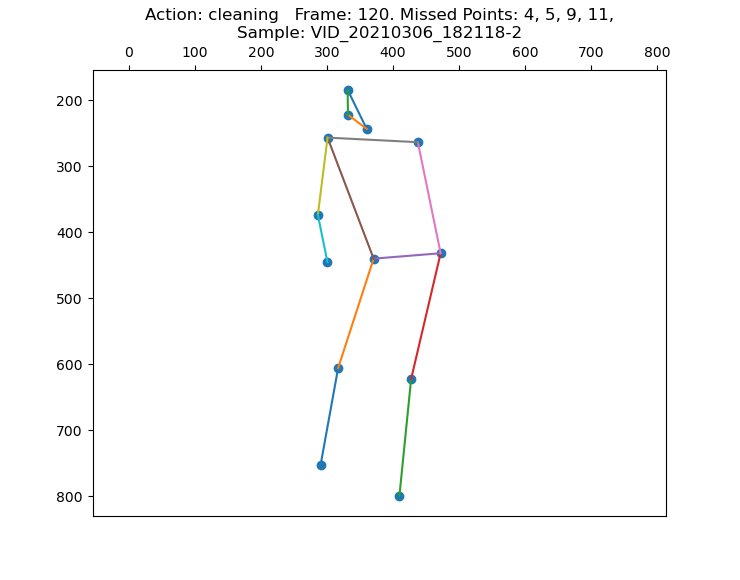 Action: cleaning   Frame: 120. Missed Points: 4, 5, 9, 11,
Sample: VID_20210306_182118-2
0 100 200 300 400 500 600 700 800
200
300
400
500
600
700
800